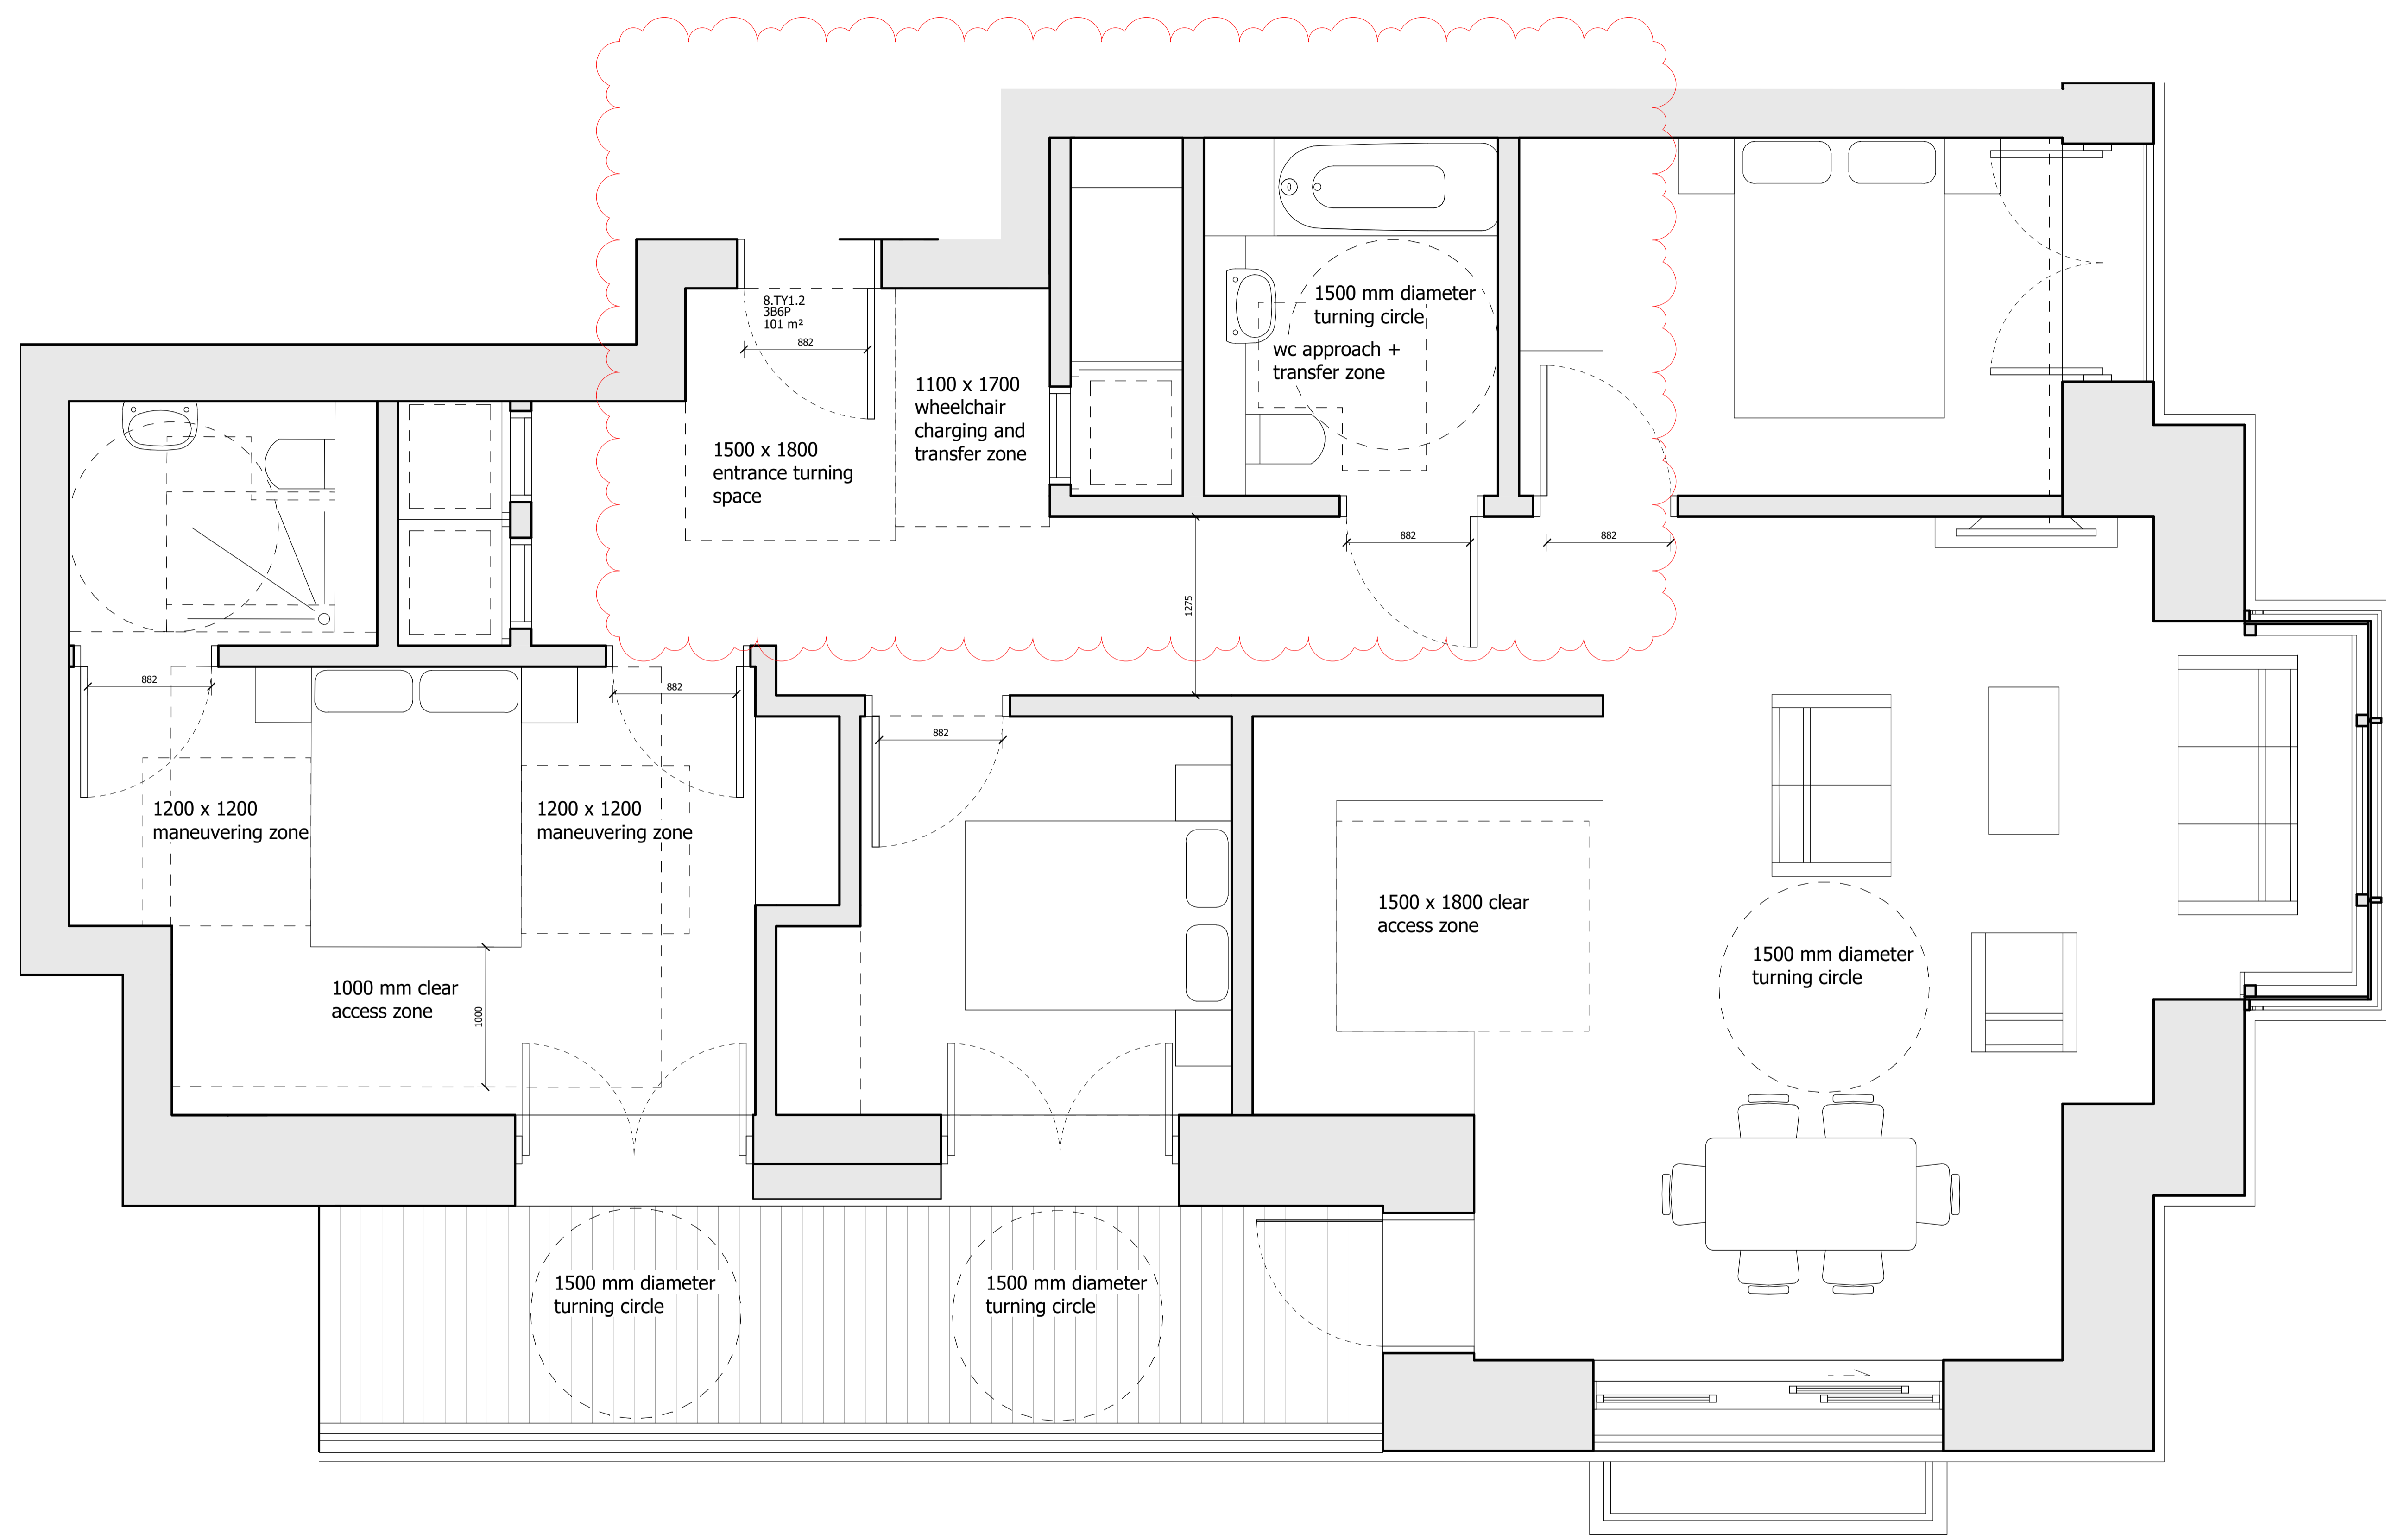 8.TY1.2
3B6P
101 m²
882
1500 mm diameter
turning circle
wc approach +
transfer zone
1100 x 1700
wheelchair
charging and
transfer zone
1500 x 1800
entrance turning
space
882
882
1275
882
882
882
1200 x 1200
maneuvering zone
1200 x 1200
maneuvering zone
1500 x 1800 clear
access zone
1500 mm diameter
turning circle
1000 mm clear
access zone
1000
1500 mm diameter
turning circle
1500 mm diameter
turning circle